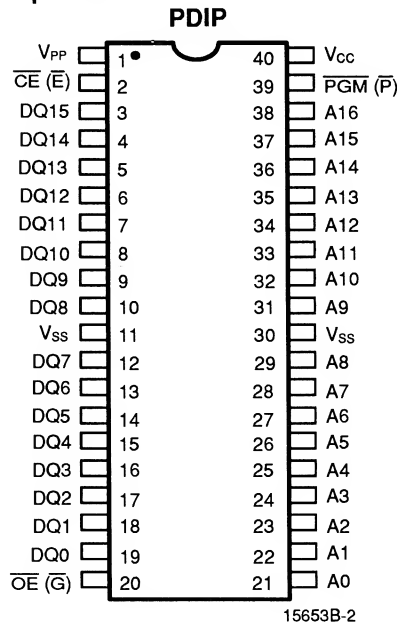 PDIP
VPP 1 40 VCC
CE (E) 2 39 PGM (P)
DQ15 3 38 A16
DQ14 4 37 A15
DQ13 5 36 A14
DQ12 6 35 A13
DQ11 7 34 A12
DQ10 8 33 A11
DQ9 9 32 A10
DQ8 10 31 A9
VSS 11 30 VSS
DQ7 12 29 A8
DQ6 13 28 A7
DQ5 14 27 A6
DQ4 15 26 A5
DQ3 16 25 A4
DQ2 17 24 A3
DQ1 18 23 A2
DQ0 19 22 A1
OE (G) 20 21 A0
15653B-2